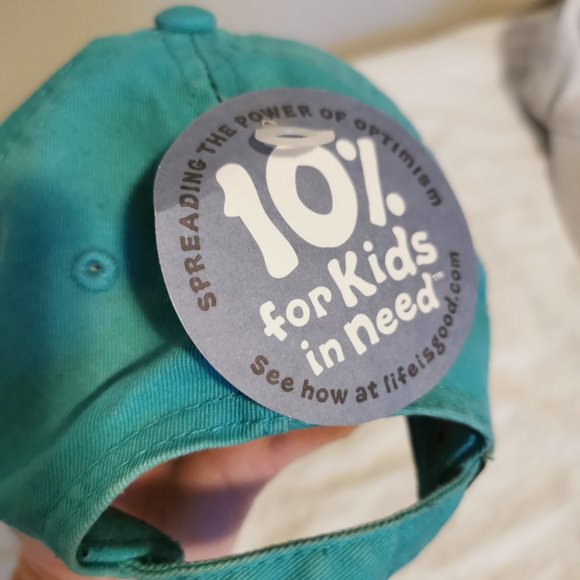 SPREADING THE POWER OF OPTIMISM
10%
for Kids
in need™
See how at lifeisgood.com